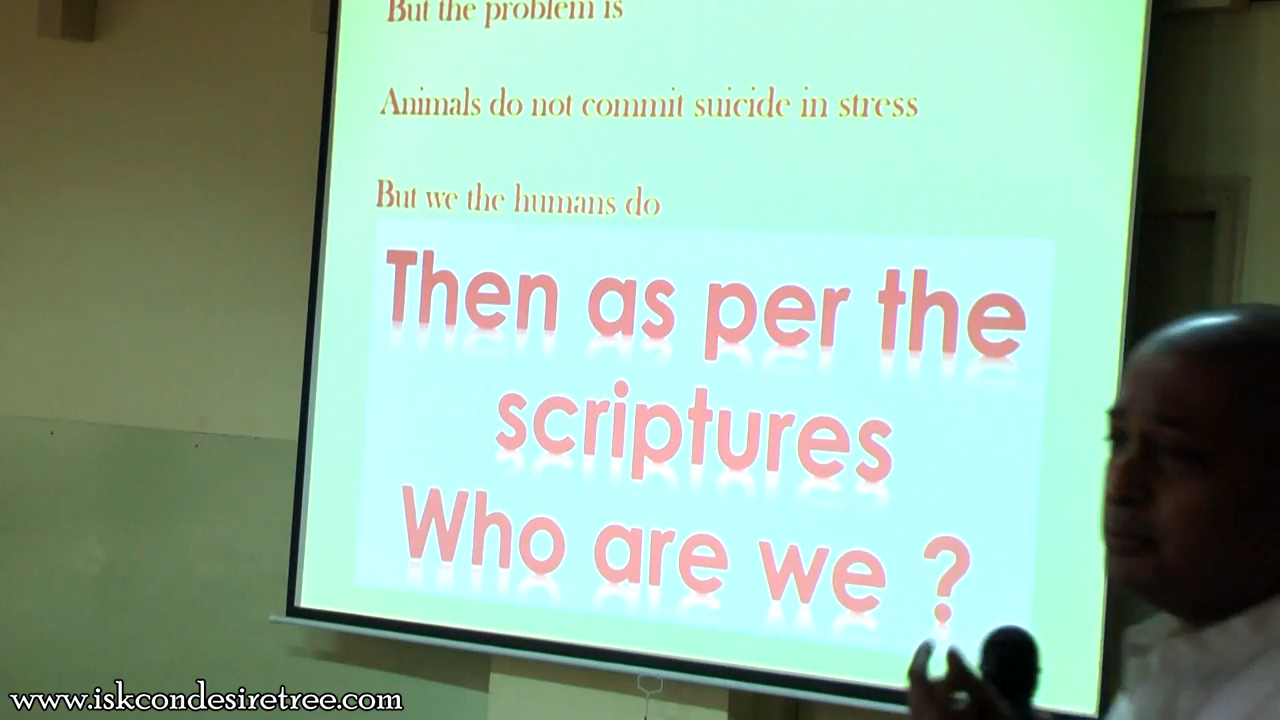 But the problem is
Animals do not commit suicide in stress
But we the humans do
Then as per the
scriptures
Who are we ?
www.iskcondesiretree.com